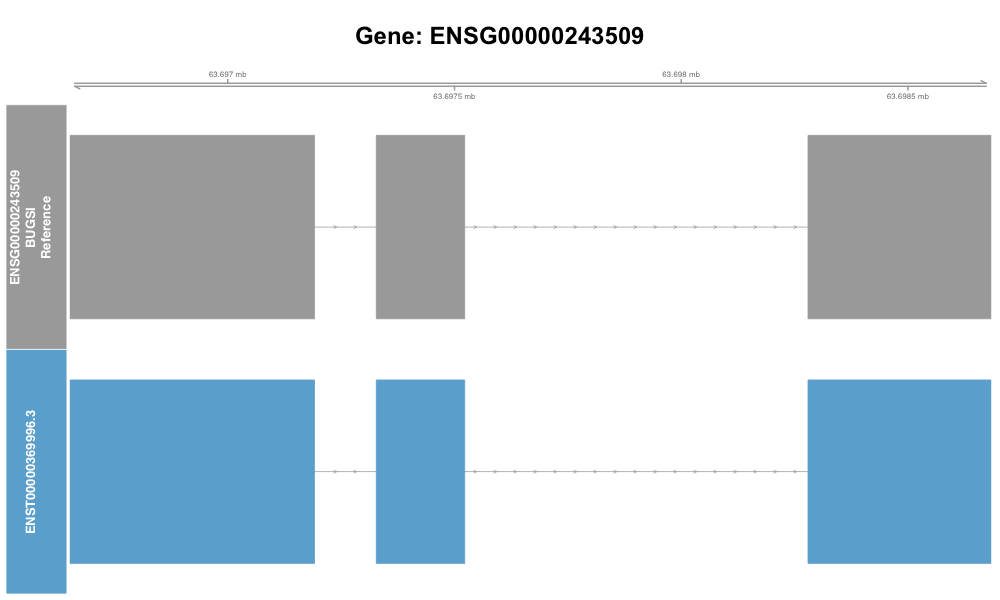 Gene: ENSG00000243509
63.697 mb
63.698 mb
63.6975 mb
63.6985 mb
ENSG00000243509
BUGSI
Reference
ENST00000369996.3